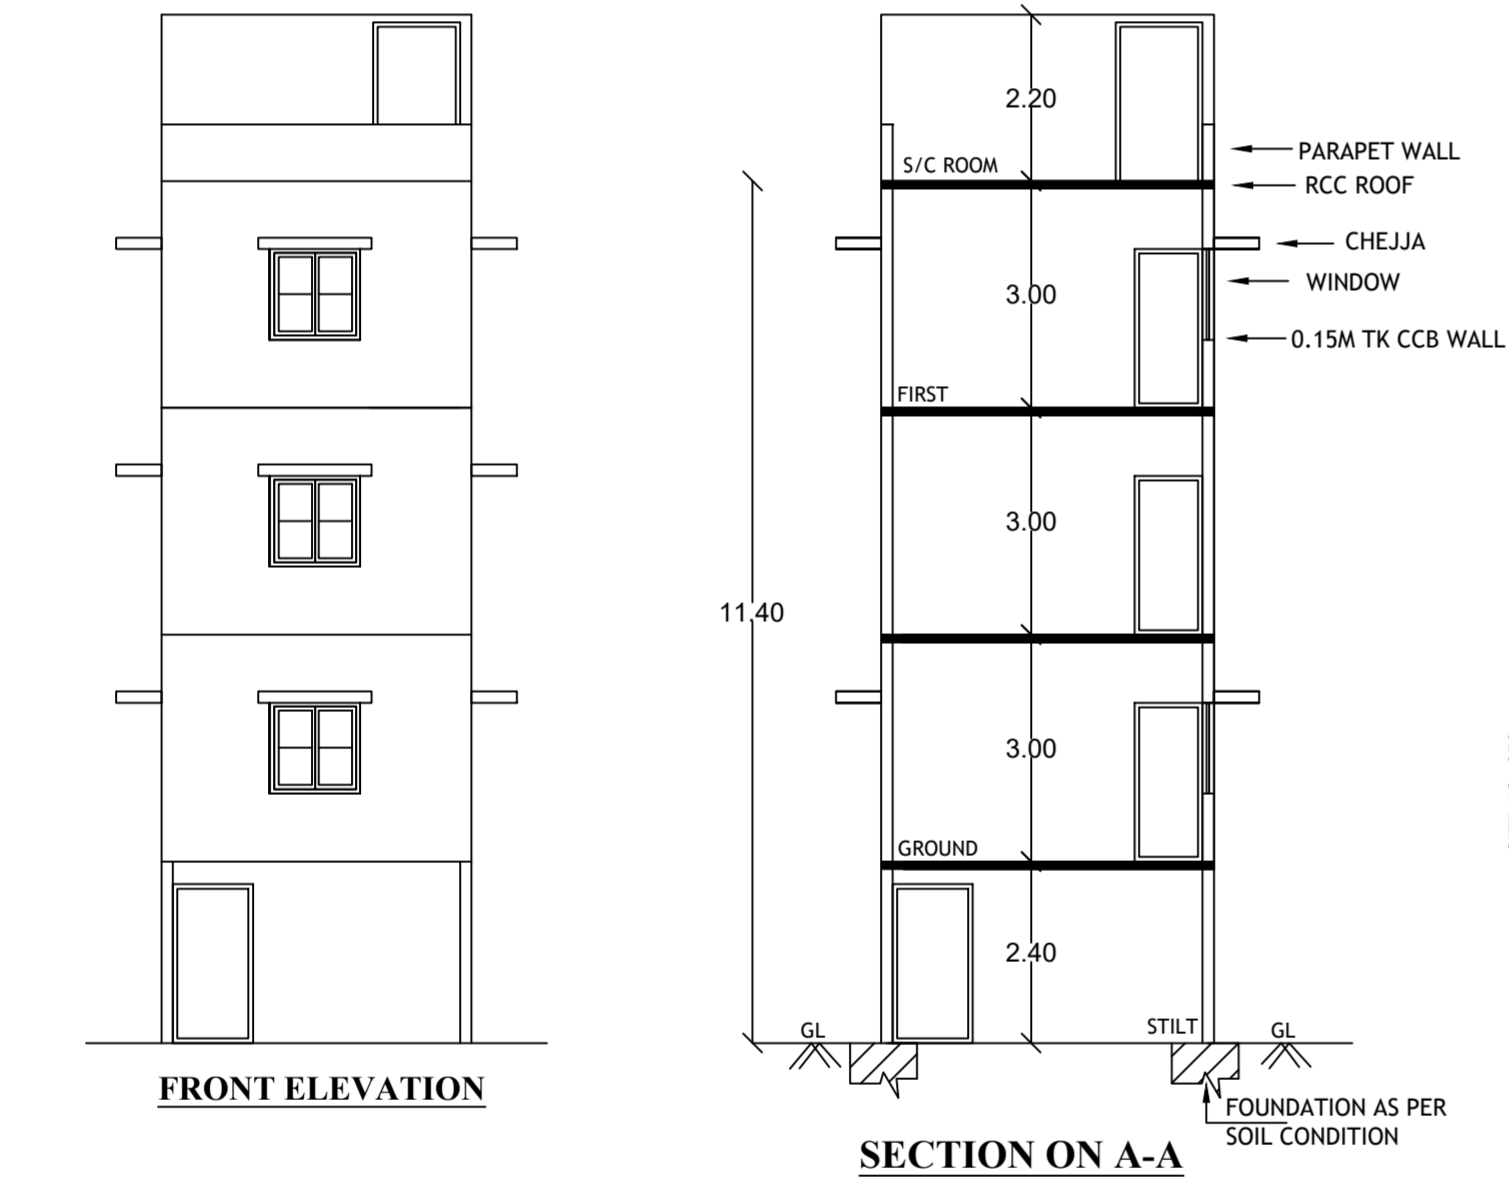 2.20
PARAPET WALL
S/C ROOM
RCC ROOF
CHEJJA
WINDOW
3.00
0.15M TK CCB WALL
FIRST
3.00
11.40
3.00
GROUND
2.40
GL
STILT
GL
FRONT ELEVATION
FOUNDATION AS PER
SOIL CONDITION
SECTION ON A-A